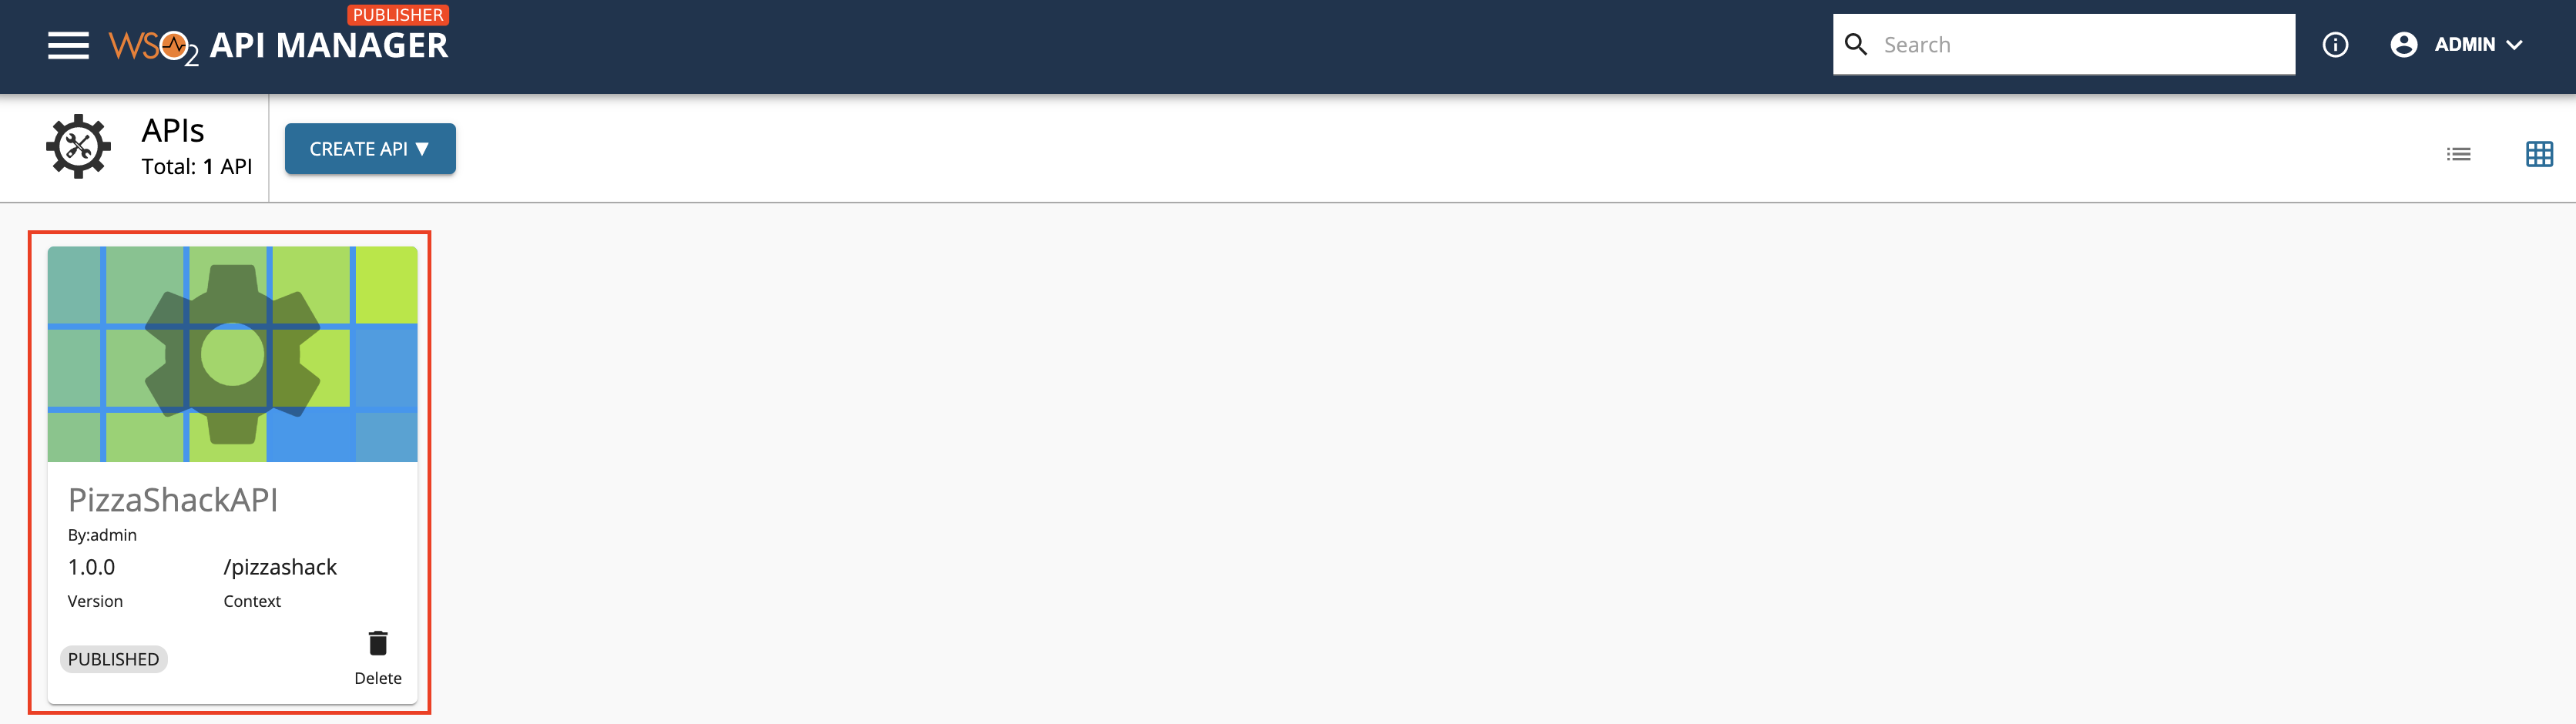 PUBLISHER
WSO2 API MANAGER
Search
ADMIN
APIs
Total: 1 API
CREATE API ▼
PizzaShackAPI
By:admin
1.0.0 /pizzashack
Version Context
PUBLISHED
Delete